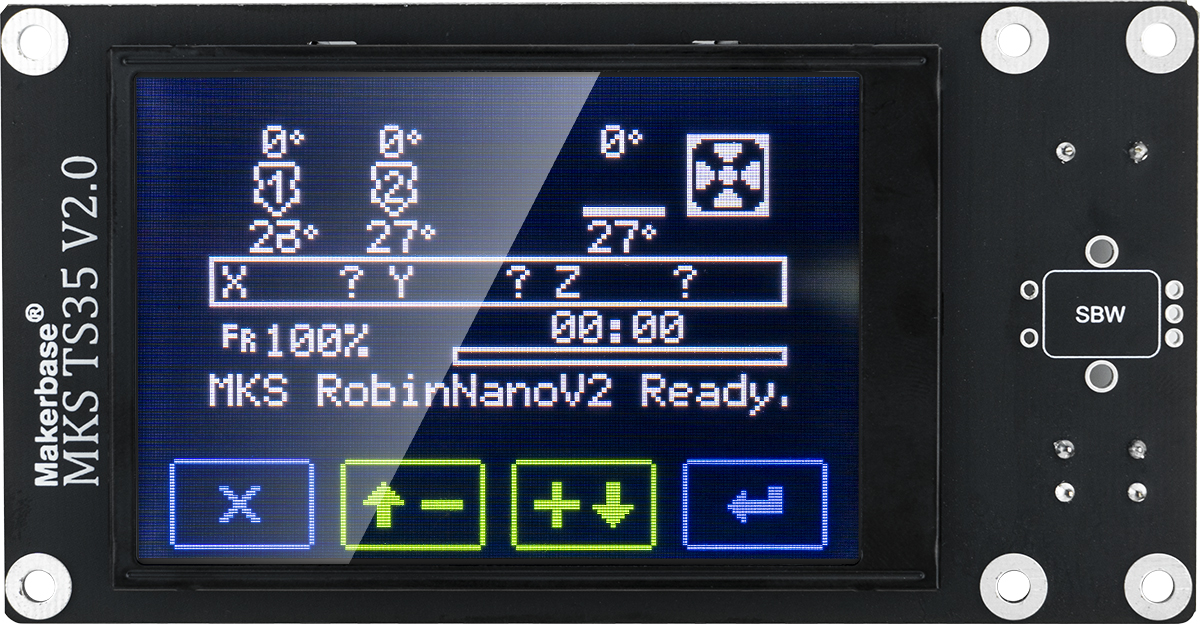 Makerbase®
MKS TS35 V2.0
0° 0° 0°
1 2
28° 27° 27°
X ? Y ? Z ?
FR 100% 00:00
MKS RobinNanoV2 Ready.
X ↑ − + ↓ ↵
SBW